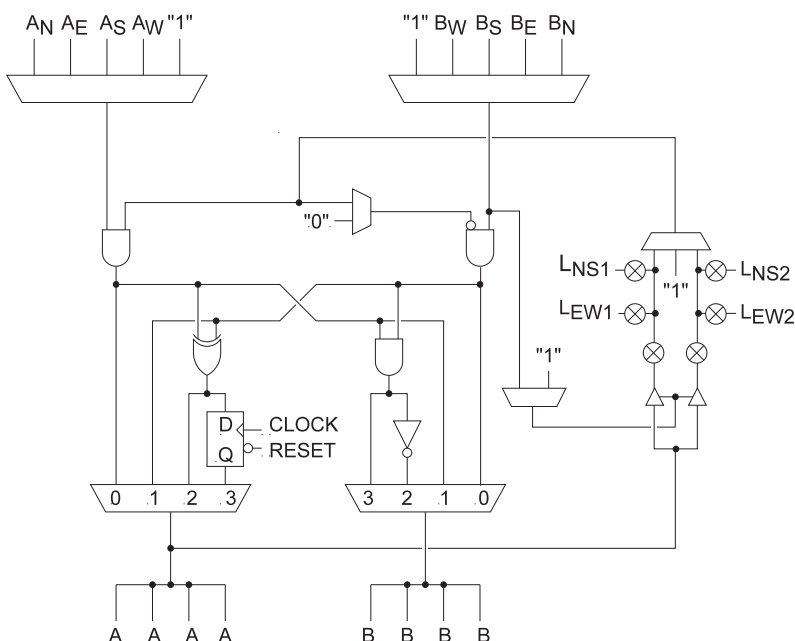 AN AE AS AW "1"
"1" BW BS BE BN
"0"
LNS1
LNS2
"1"
LEW1
LEW2
"1"
D
CLOCK
Q
RESET
0 1 2 3
3 2 1 0
A A A A
B B B B